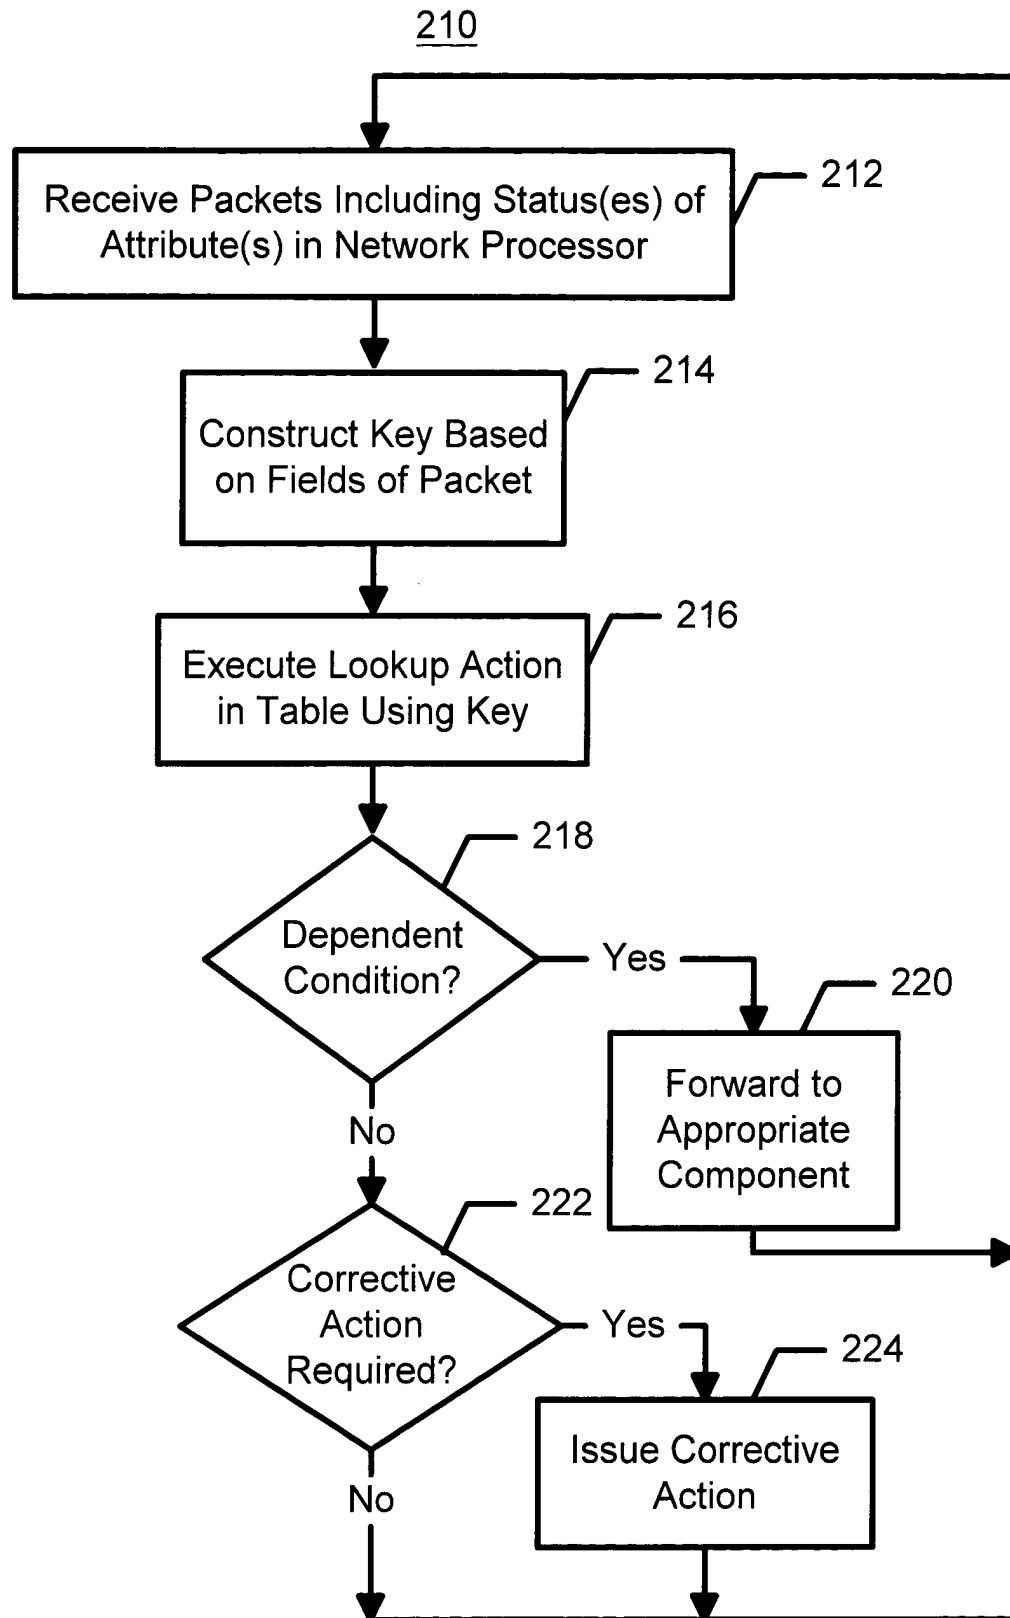 210
Receive Packets Including Status(es) of
Attribute(s) in Network Processor
212
Construct Key Based
on Fields of Packet
214
Execute Lookup Action
in Table Using Key
216
Dependent
Condition?
218
Yes
Forward to
Appropriate
Component
220
No
Corrective
Action
Required?
222
Yes
Issue Corrective
Action
224
No